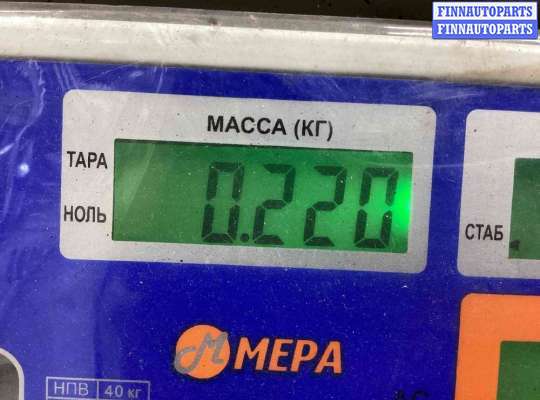 FINNAUTOPARTS
FINNAUTOPARTS
МАССА (КГ)
ТАРА
НОЛЬ
0.220
СТАБ
МЕРА
НПВ 40 кг